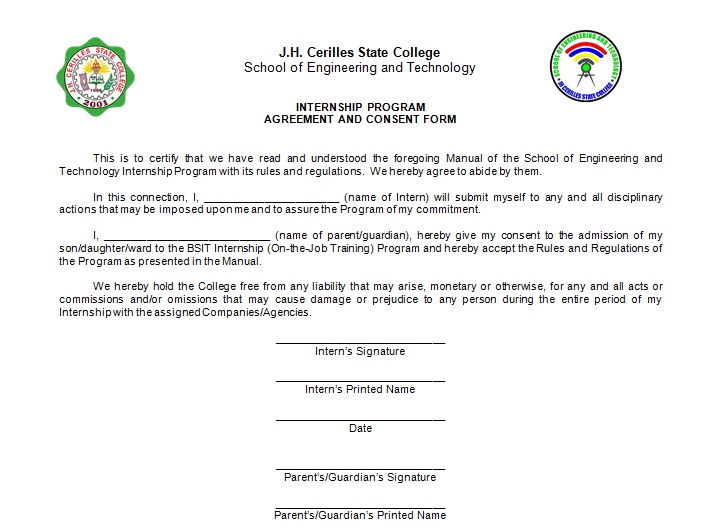 J.H. CERILLES STATE COLLEGE
2001
J.H. Cerilles State College
School of Engineering and Technology
SCHOOL OF ENGINEERING AND TECHNOLOGY
JH CERILLES STATE COLLEGE
INTERNSHIP PROGRAM
AGREEMENT AND CONSENT FORM
This is to certify that we have read and understood the foregoing Manual of the School of Engineering and
Technology Internship Program with its rules and regulations. We hereby agree to abide by them.
In this connection, I, ________________________ (name of Intern) will submit myself to any and all disciplinary
actions that may be imposed upon me and to assure the Program of my commitment.
I, ______________________________ (name of parent/guardian), hereby give my consent to the admission of my
son/daughter/ward to the BSIT Internship (On-the-Job Training) Program and hereby accept the Rules and Regulations of
the Program as presented in the Manual.
We hereby hold the College free from any liability that may arise, monetary or otherwise, for any and all acts or
commissions and/or omissions that may cause damage or prejudice to any person during the entire period of my
Internship with the assigned Companies/Agencies.
______________________________
Intern's Signature
______________________________
Intern's Printed Name
______________________________
Date
______________________________
Parent's/Guardian's Signature
______________________________
Parent's/Guardian's Printed Name